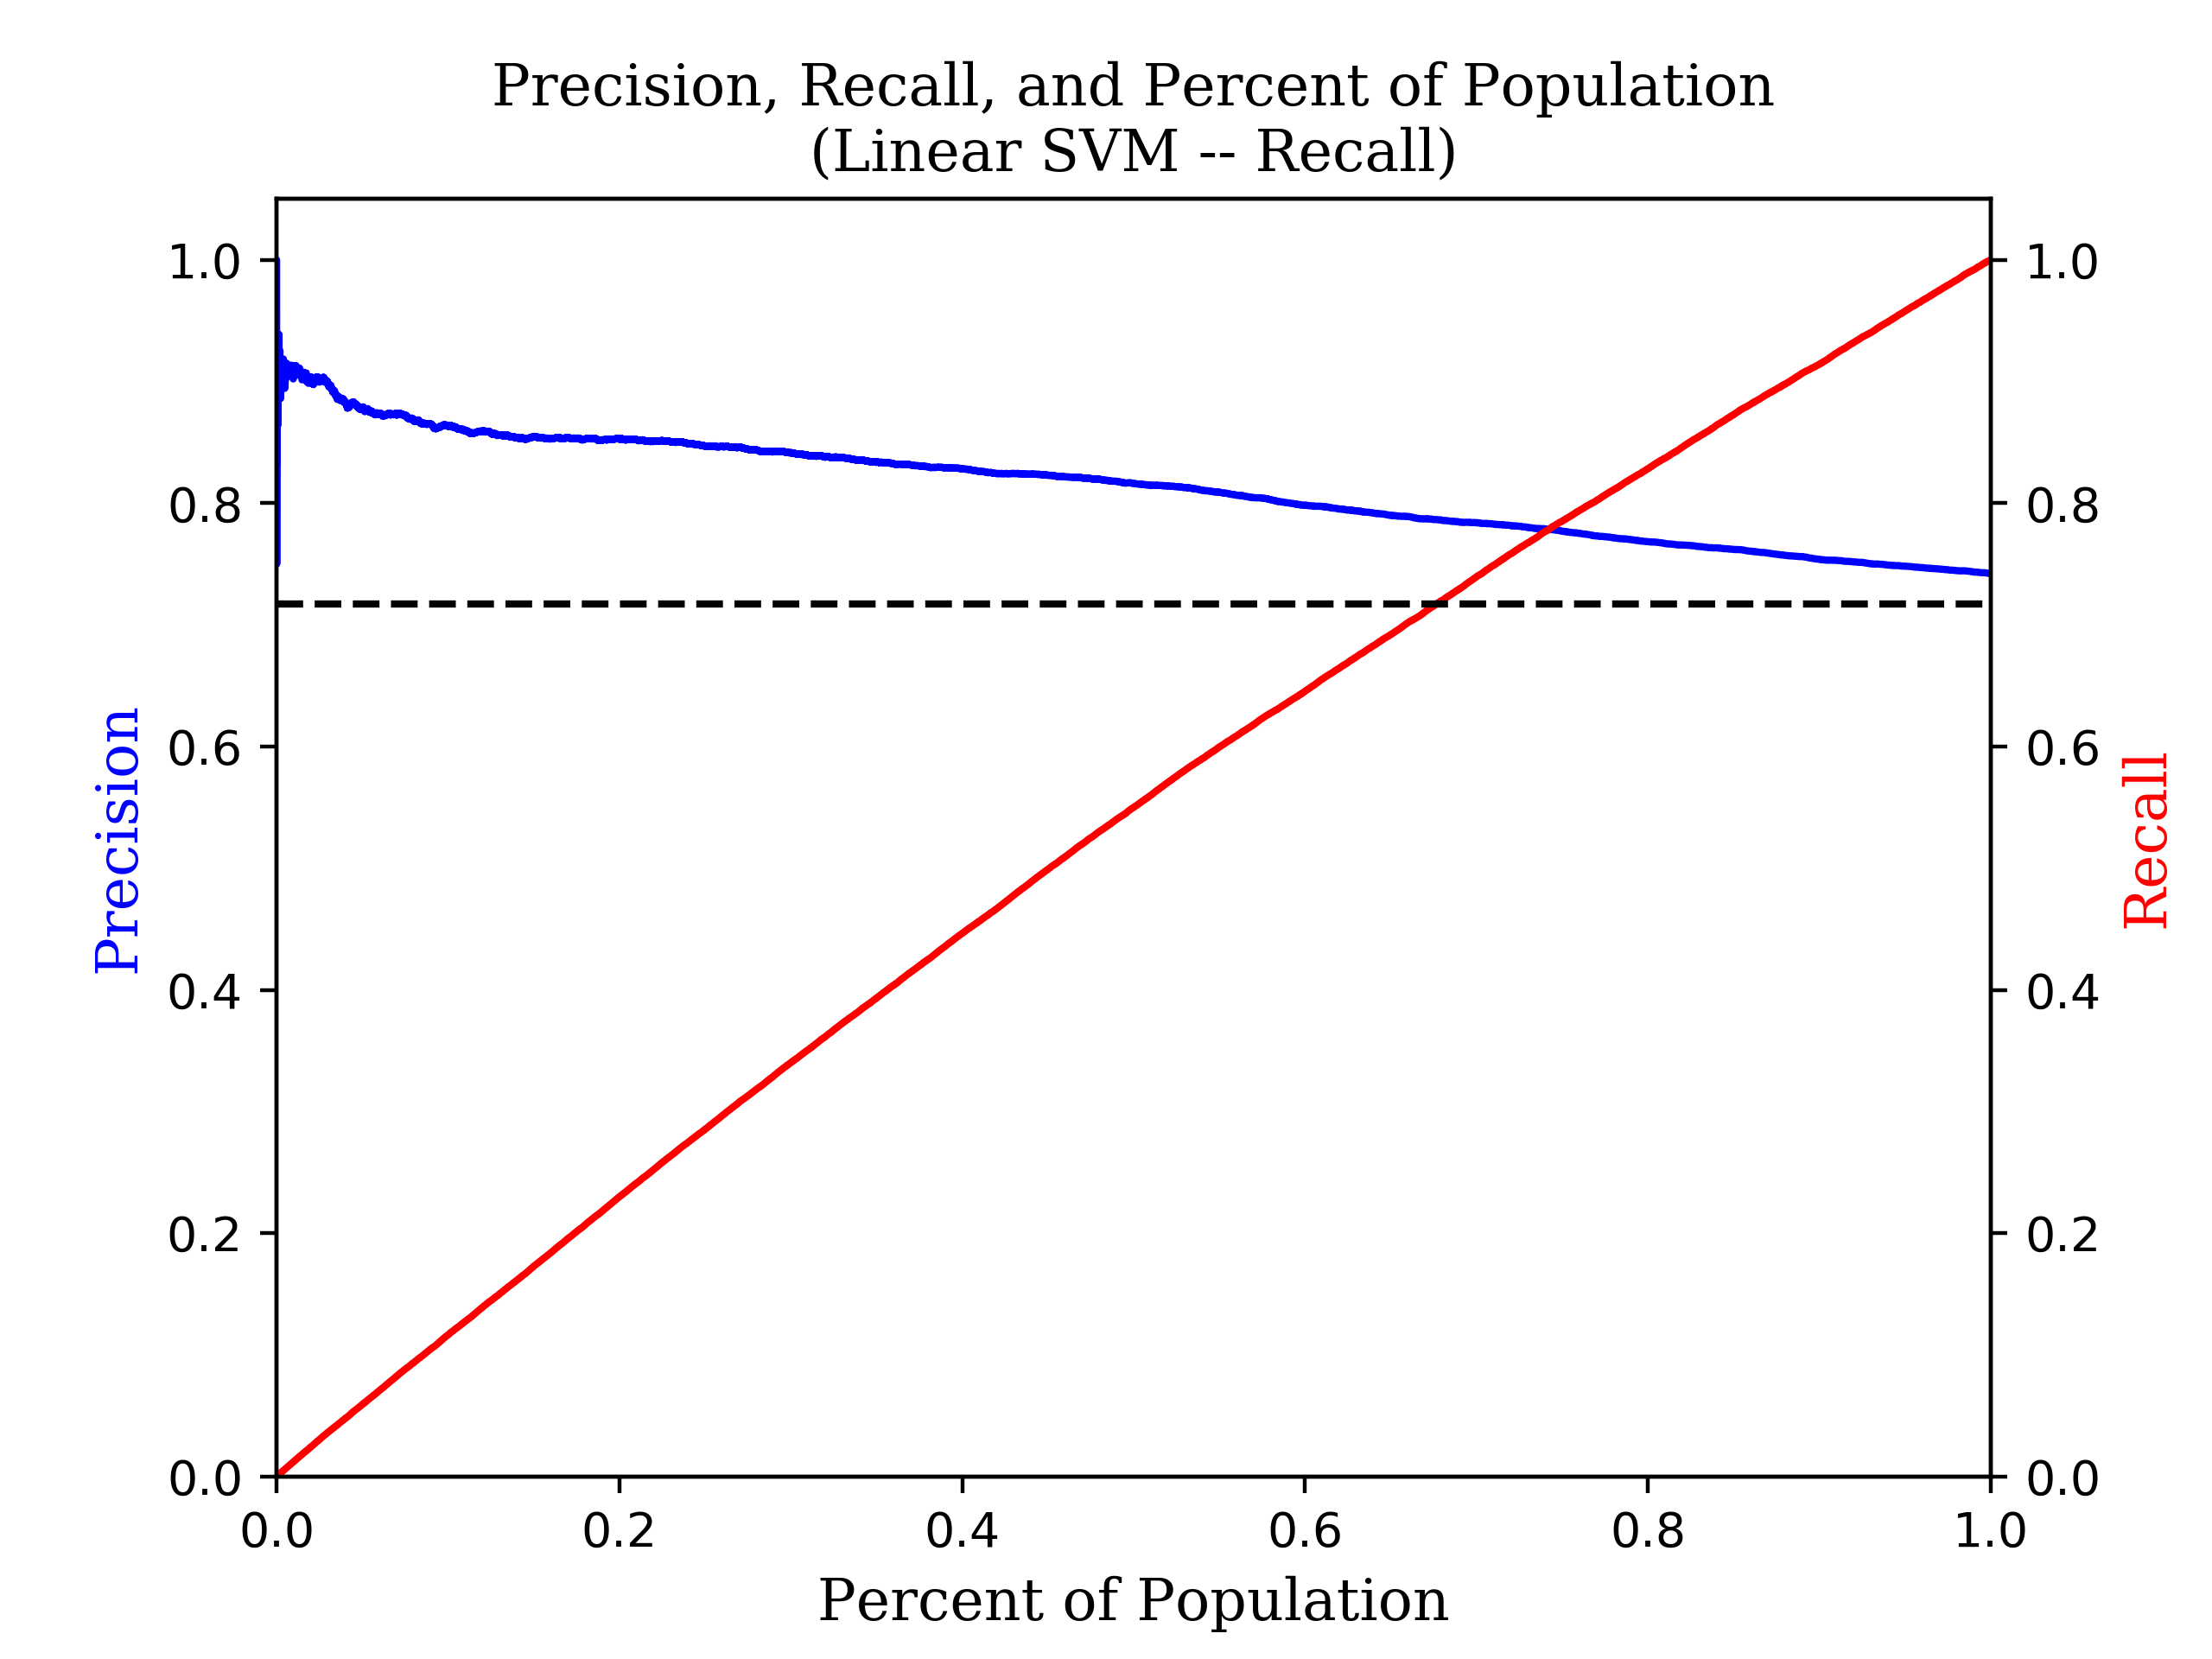 Precision, Recall, and Percent of Population
(Linear SVM -- Recall)
1.0
0.8
0.6
0.4
0.2
0.0
Precision
1.0
0.8
0.6
0.4
0.2
0.0
Recall
0.0 0.2 0.4 0.6 0.8 1.0
Percent of Population